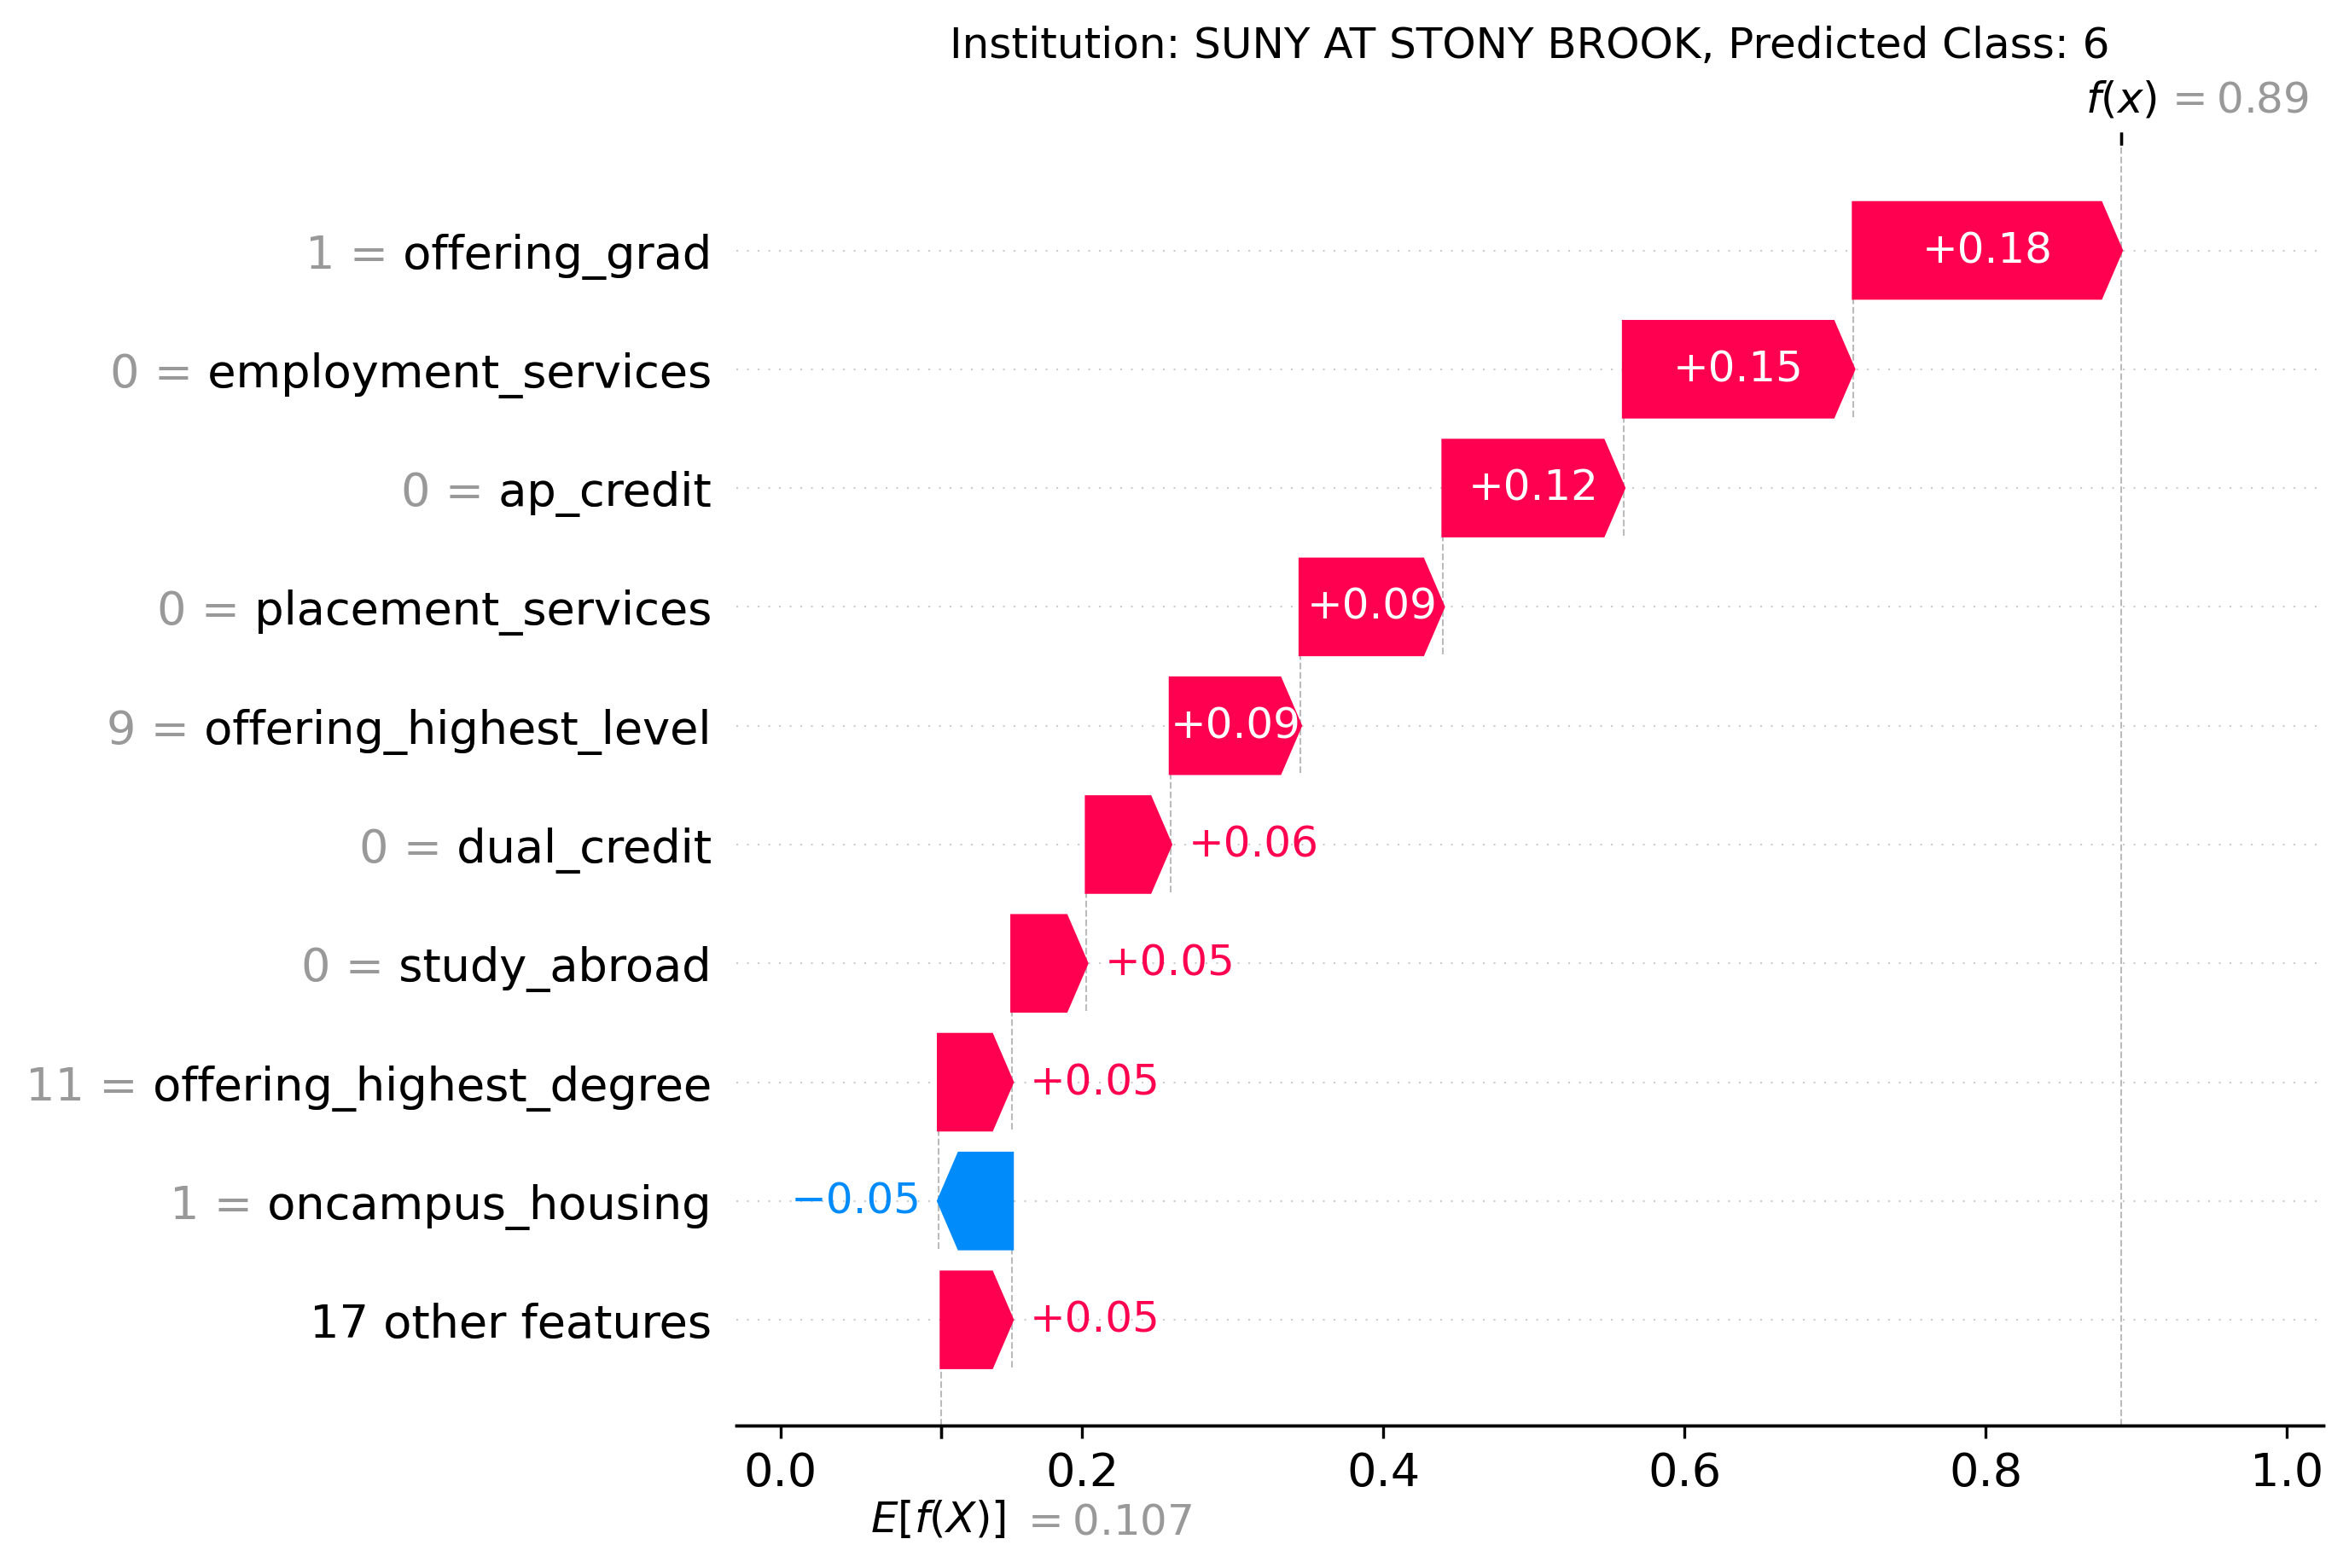 Institution: SUNY AT STONY BROOK, Predicted Class: 6
f(x) = 0.89
1 = offering_grad +0.18
0 = employment_services +0.15
0 = ap_credit +0.12
0 = placement_services +0.09
9 = offering_highest_level +0.09
0 = dual_credit +0.06
0 = study_abroad +0.05
11 = offering_highest_degree +0.05
1 = oncampus_housing −0.05
17 other features +0.05
0.0 0.2 0.4 0.6 0.8 1.0
E[f(X)] = 0.107